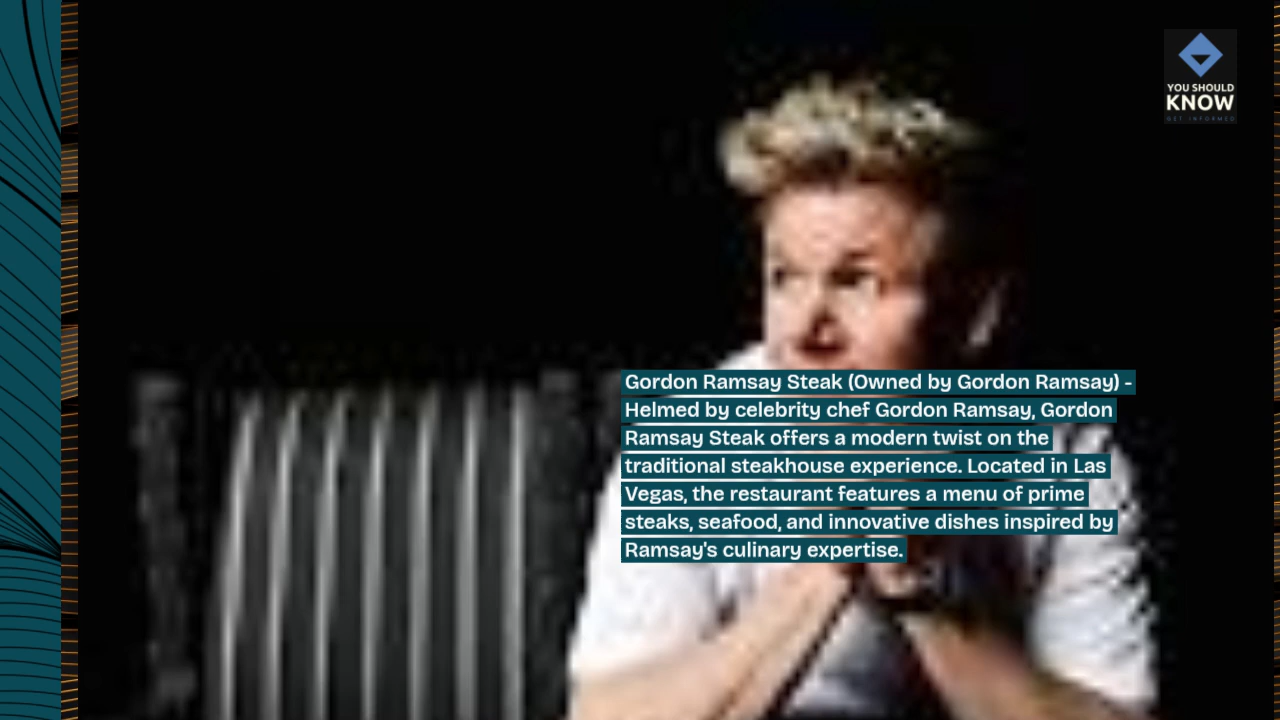 YOU SHOULD
KNOW
GET INFORMED
Gordon Ramsay Steak (Owned by Gordon Ramsay) -
Helmed by celebrity chef Gordon Ramsay, Gordon
Ramsay Steak offers a modern twist on the
traditional steakhouse experience. Located in Las
Vegas, the restaurant features a menu of prime
steaks, seafood, and innovative dishes inspired by
Ramsay's culinary expertise.